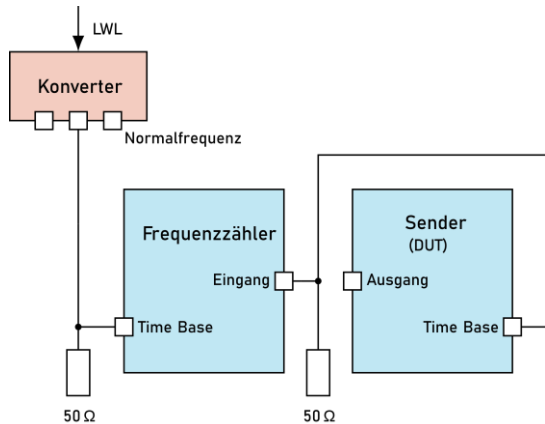 LWL
Konverter
Normalfrequenz
Frequenzzähler
Sender
(DUT)
Eingang
Ausgang
Time Base
Time Base
50 Ω
50 Ω